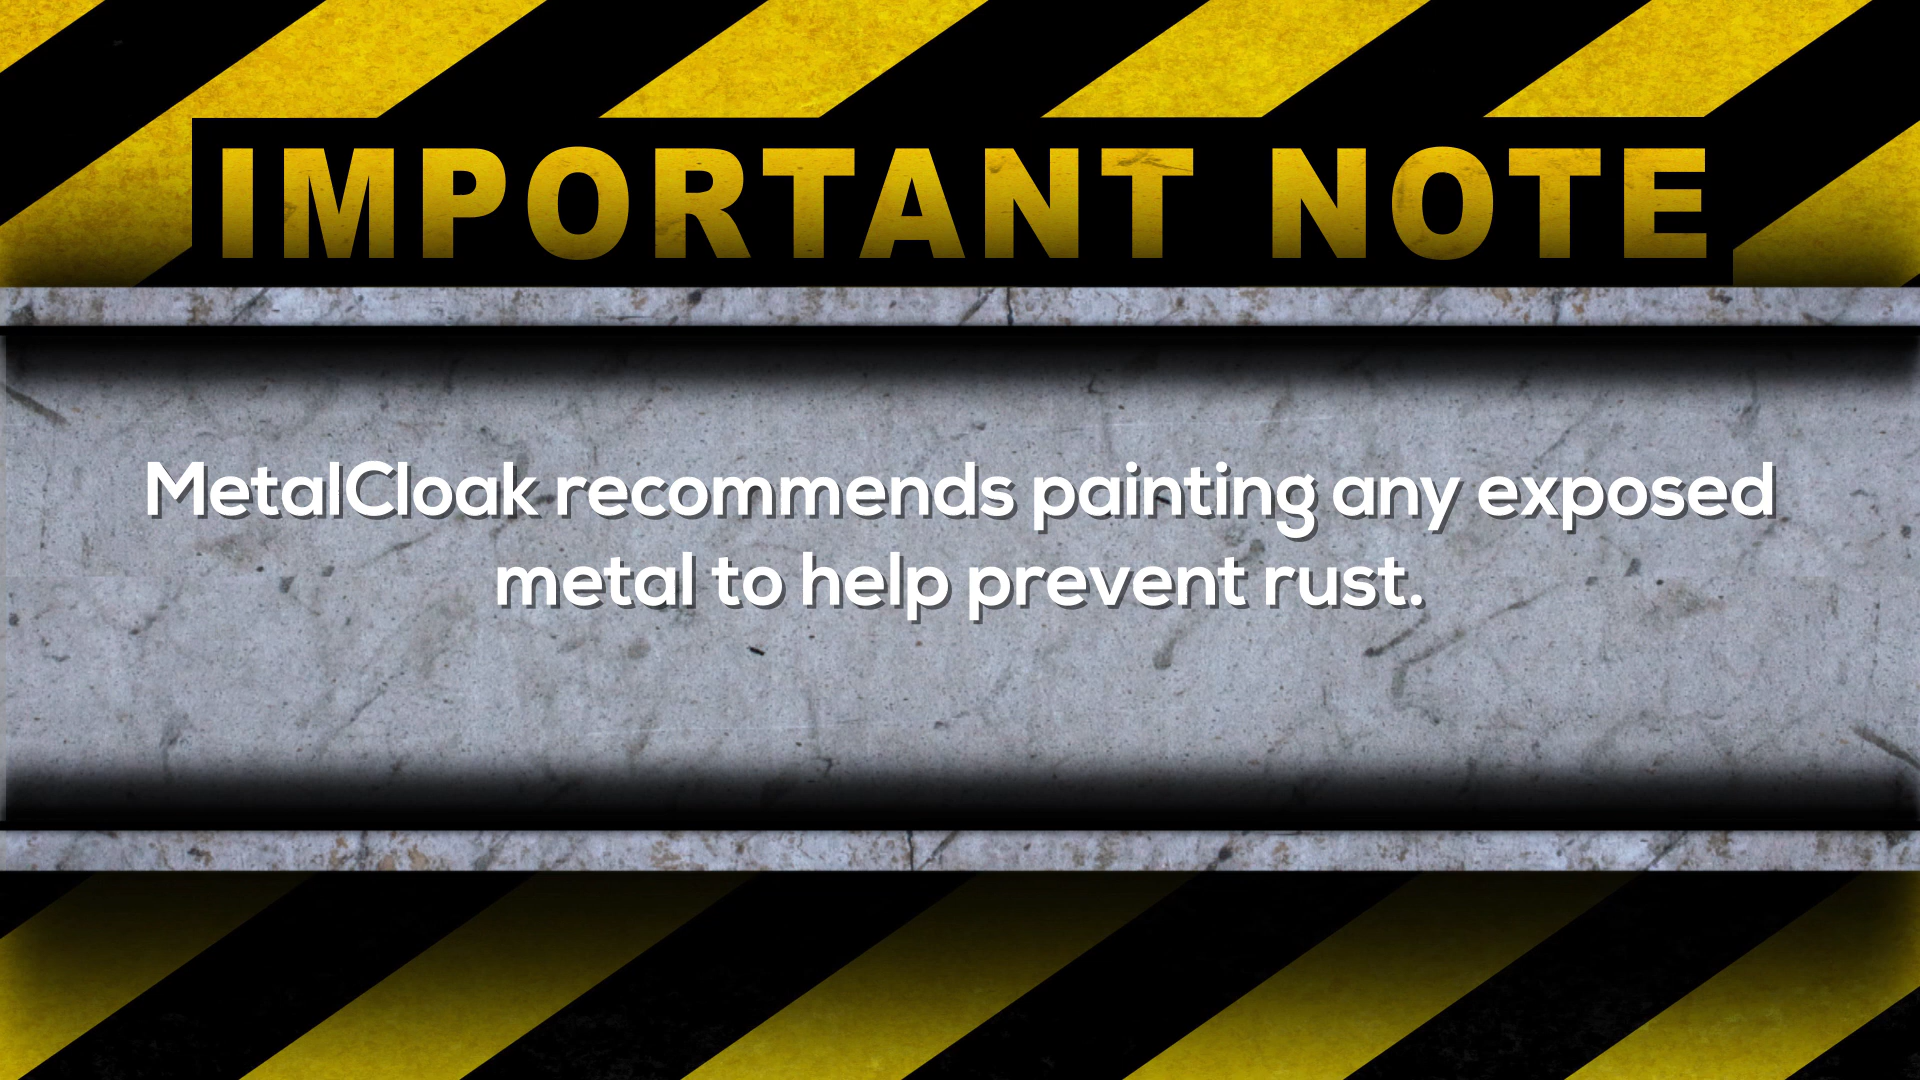 IMPORTANT NOTE
MetalCloak recommends painting any exposed
metal to help prevent rust.